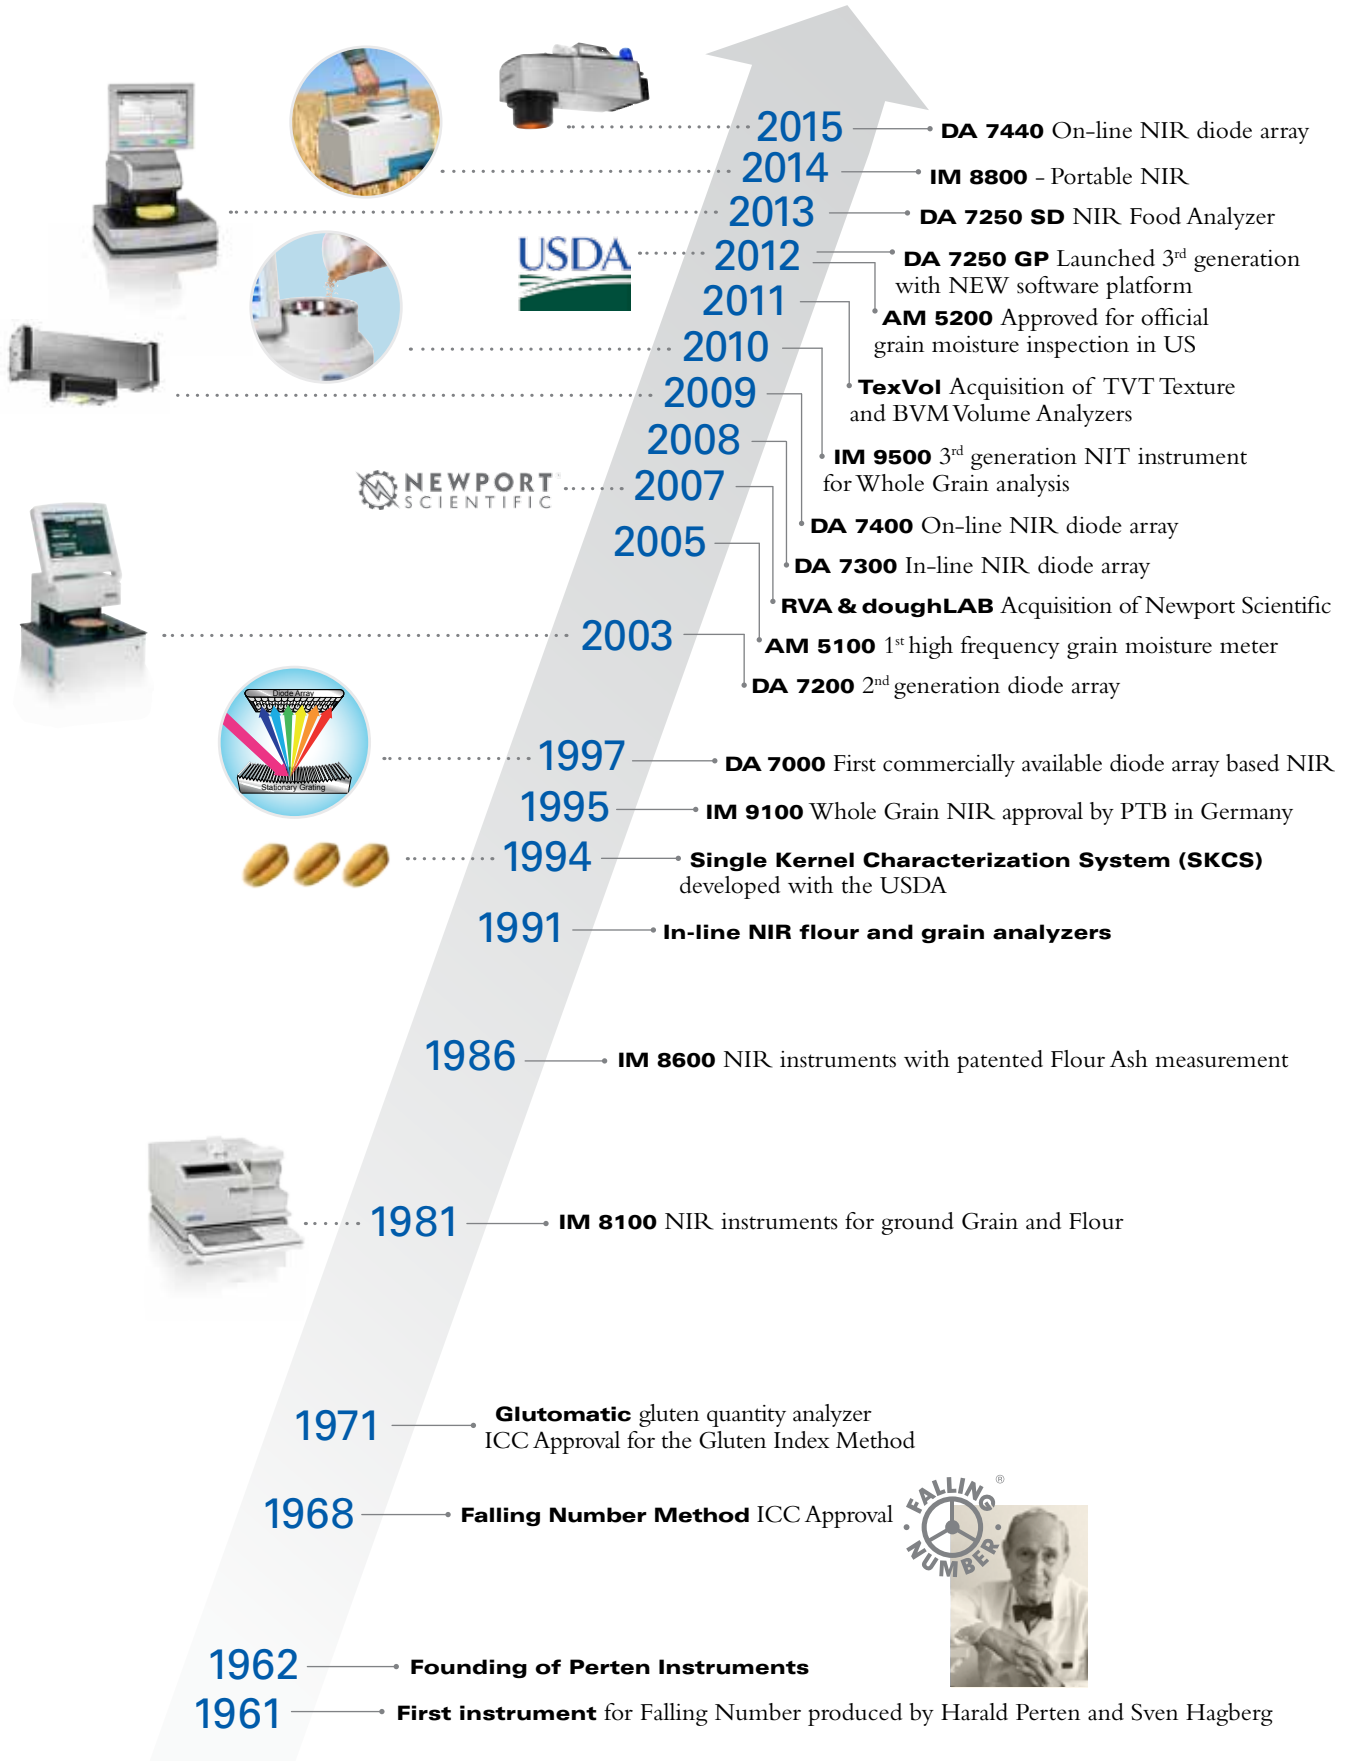 2015
DA 7440 On-line NIR diode array
2014
IM 8800 - Portable NIR
2013
DA 7250 SD NIR Food Analyzer
USDA
2012
DA 7250 GP Launched 3rd generation
with NEW software platform
AM 5200 Approved for official
grain moisture inspection in US
2011
TexVol Acquisition of TVT Texture
and BVM Volume Analyzers
2010
IM 9500 3rd generation NIT instrument
for Whole Grain analysis
2009
DA 7400 On-line NIR diode array
2008
DA 7300 In-line NIR diode array
NEWPORT
SCIENTIFIC
2007
RVA & doughLAB Acquisition of Newport Scientific
2005
AM 5100 1st high frequency grain moisture meter
2003
DA 7200 2nd generation diode array
Diode Array
Stationary Grating
1997
DA 7000 First commercially available diode array based NIR
1995
IM 9100 Whole Grain NIR approval by PTB in Germany
1994
Single Kernel Characterization System (SKCS)
developed with the USDA
1991
In-line NIR flour and grain analyzers
1986
IM 8600 NIR instruments with patented Flour Ash measurement
1981
IM 8100 NIR instruments for ground Grain and Flour
1971
Glutomatic gluten quantity analyzer
ICC Approval for the Gluten Index Method
1968
Falling Number Method ICC Approval
FALLING ®
NUMBER
1962
Founding of Perten Instruments
1961
First instrument for Falling Number produced by Harald Perten and Sven Hagberg